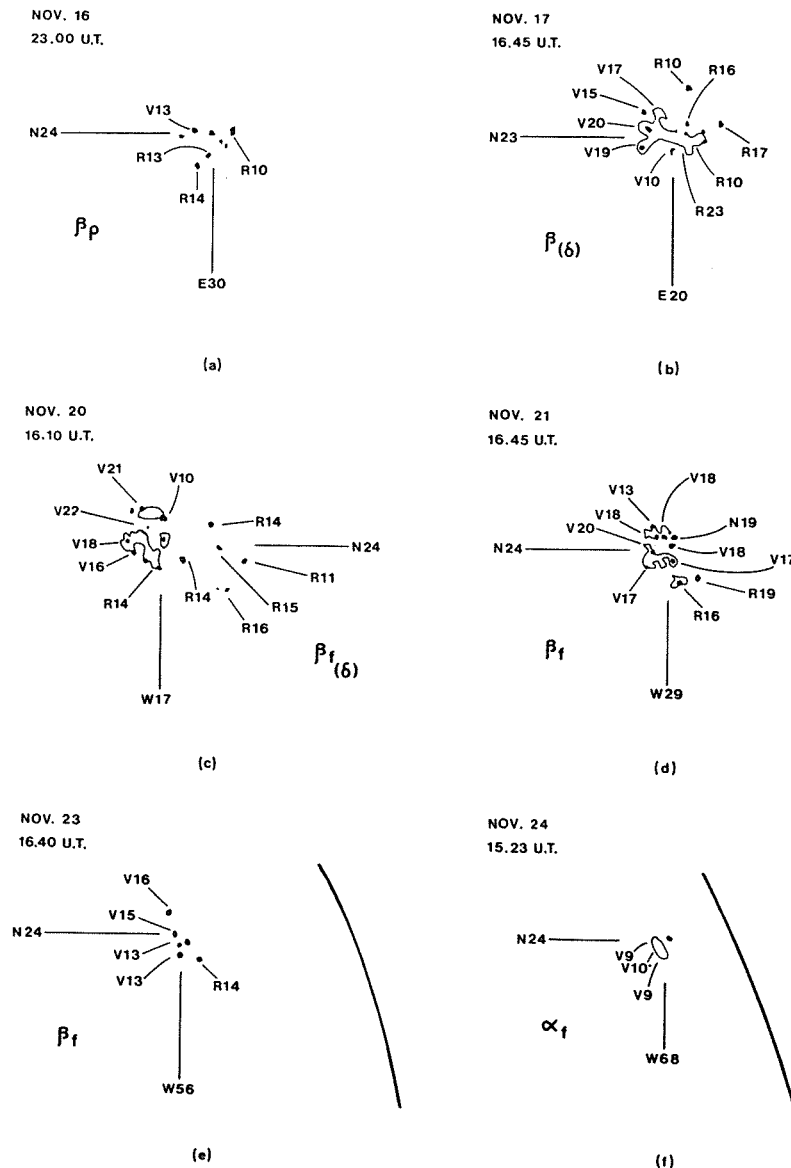 NOV. 16
23.00 U.T.
V13
N24
R13
R10
R14
βρ
E30
(a)
NOV. 17
16.45 U.T.
R10
R16
V17
V15
V20
N23
R17
V19
V10
R10
R23
β(δ)
E20
(b)
NOV. 20
16.10 U.T.
V21
V10
V22
R14
V18
N24
V16
R11
R14
R14
R15
R16
βf(δ)
W17
(c)
NOV. 21
16.45 U.T.
V18
V13
V18
N19
V20
V18
N24
V17
V17
R19
R16
βf
W29
(d)
NOV. 23
16.40 U.T.
V16
V15
N24
V13
V13
R14
βf
W56
(e)
NOV. 24
15.23 U.T.
N24
V9
V10
V9
αf
W68
(f)